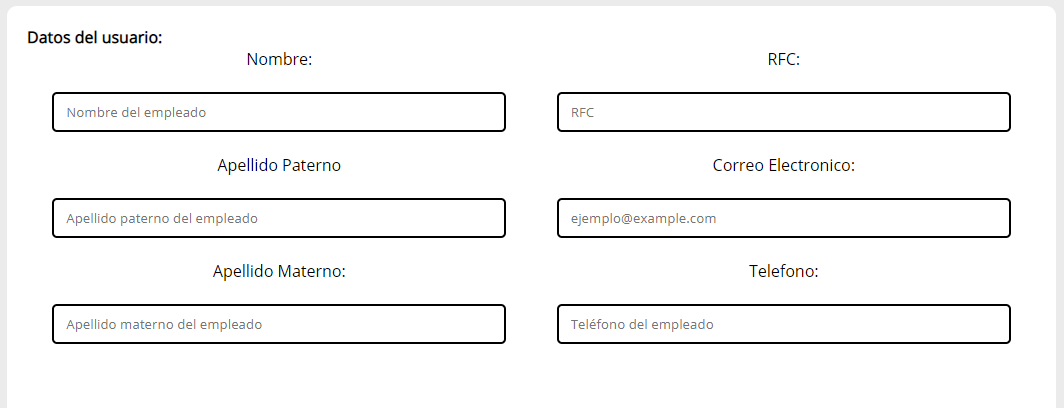 Datos del usuario:
Nombre:
RFC:
Nombre del empleado
RFC
Apellido Paterno
Correo Electronico:
Apellido paterno del empleado
ejemplo@example.com
Apellido Materno:
Telefono:
Apellido materno del empleado
Teléfono del empleado